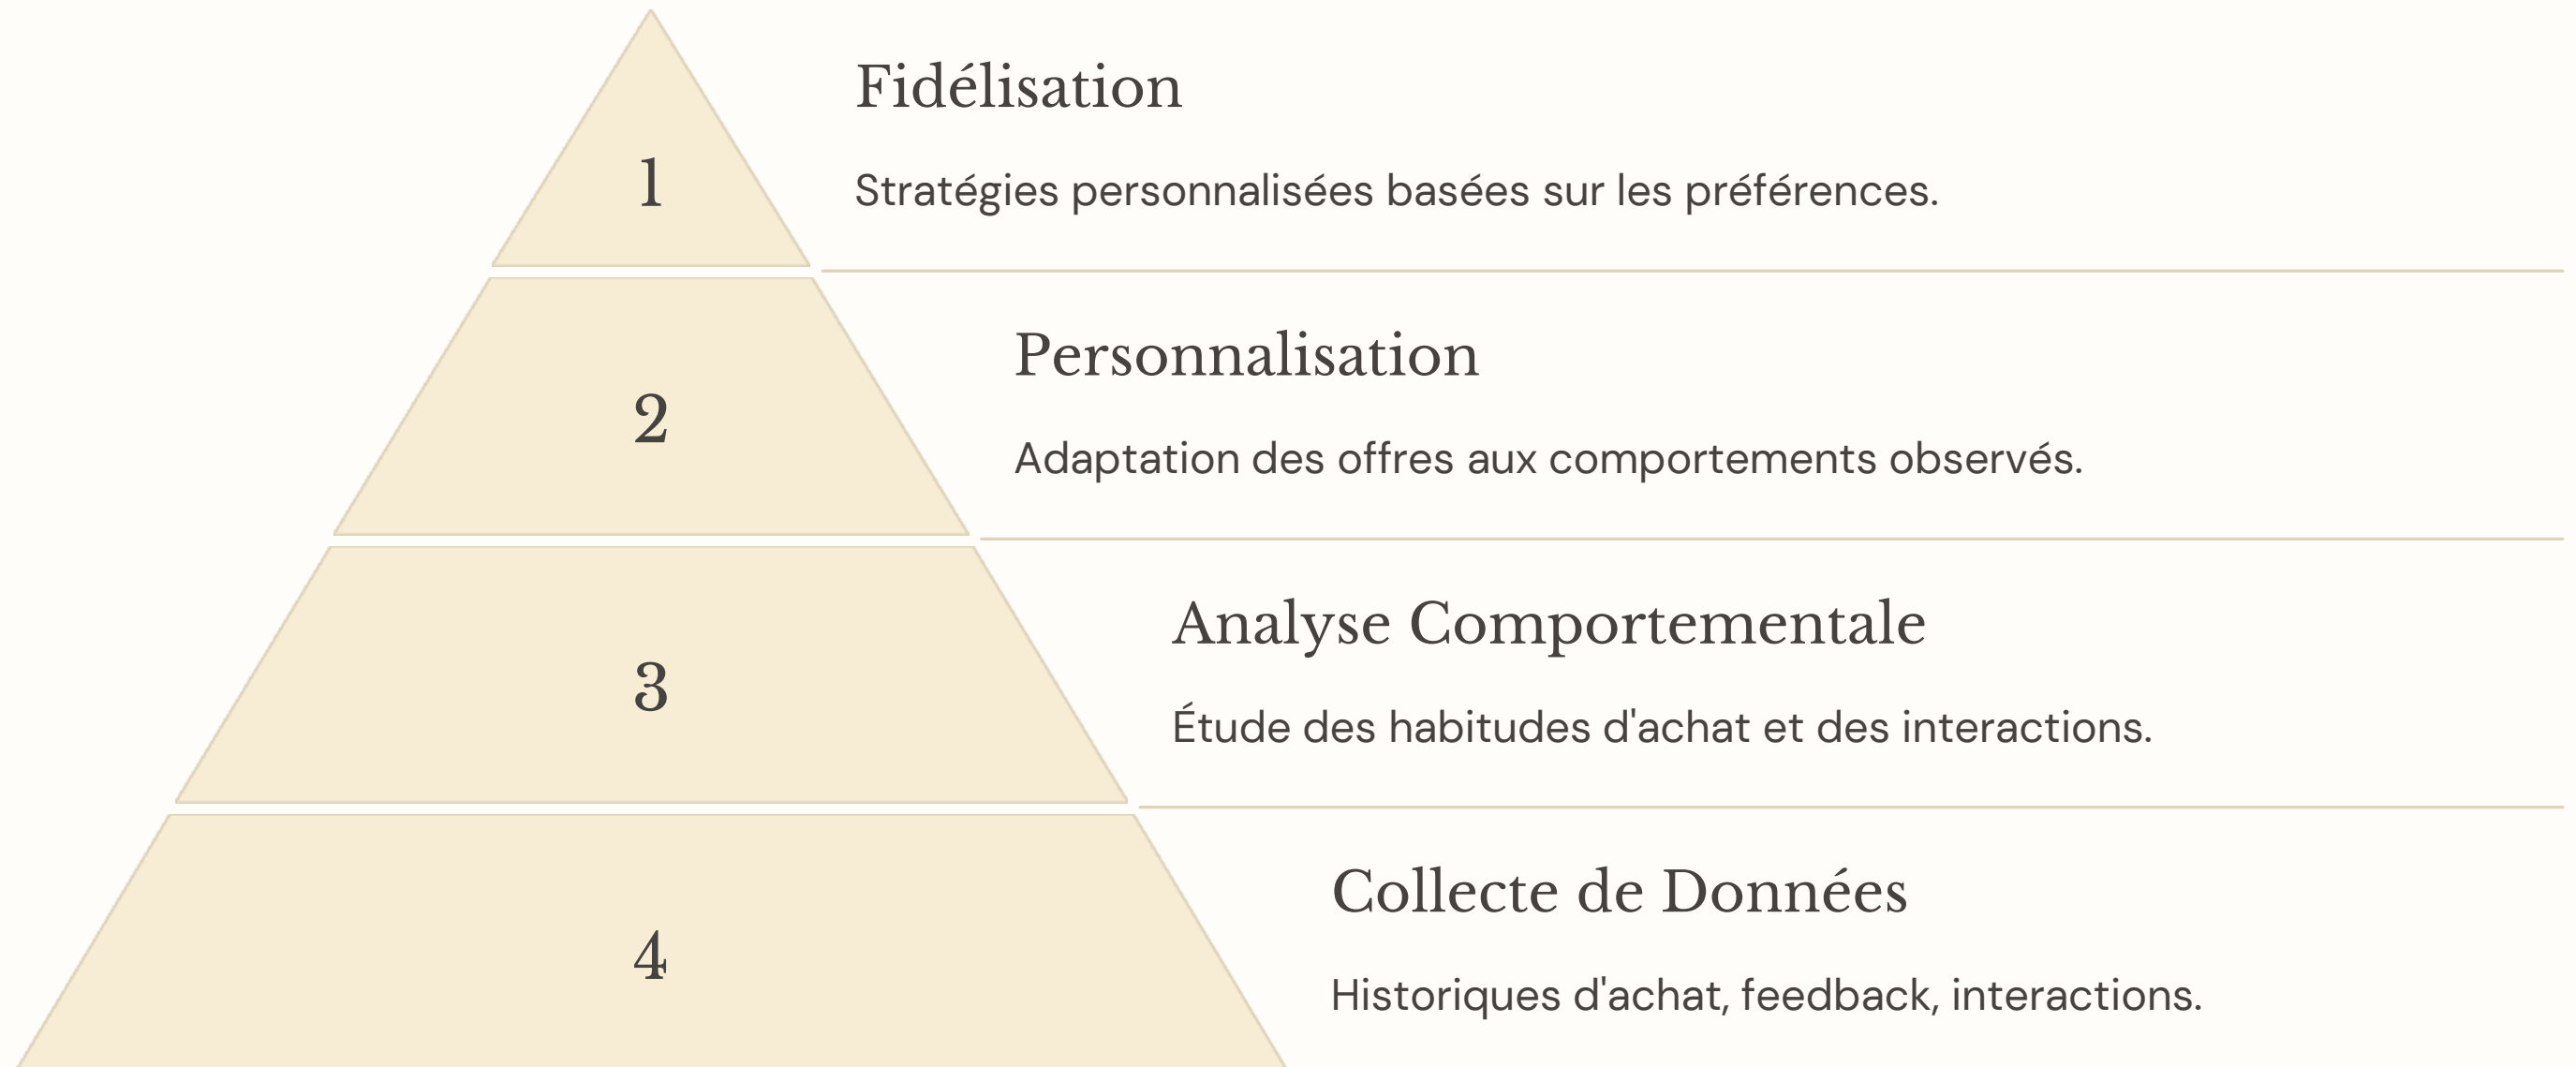 Fidélisation
1
Stratégies personnalisées basées sur les préférences.
Personnalisation
2
Adaptation des offres aux comportements observés.
Analyse Comportementale
3
Étude des habitudes d'achat et des interactions.
Collecte de Données
4
Historiques d'achat, feedback, interactions.